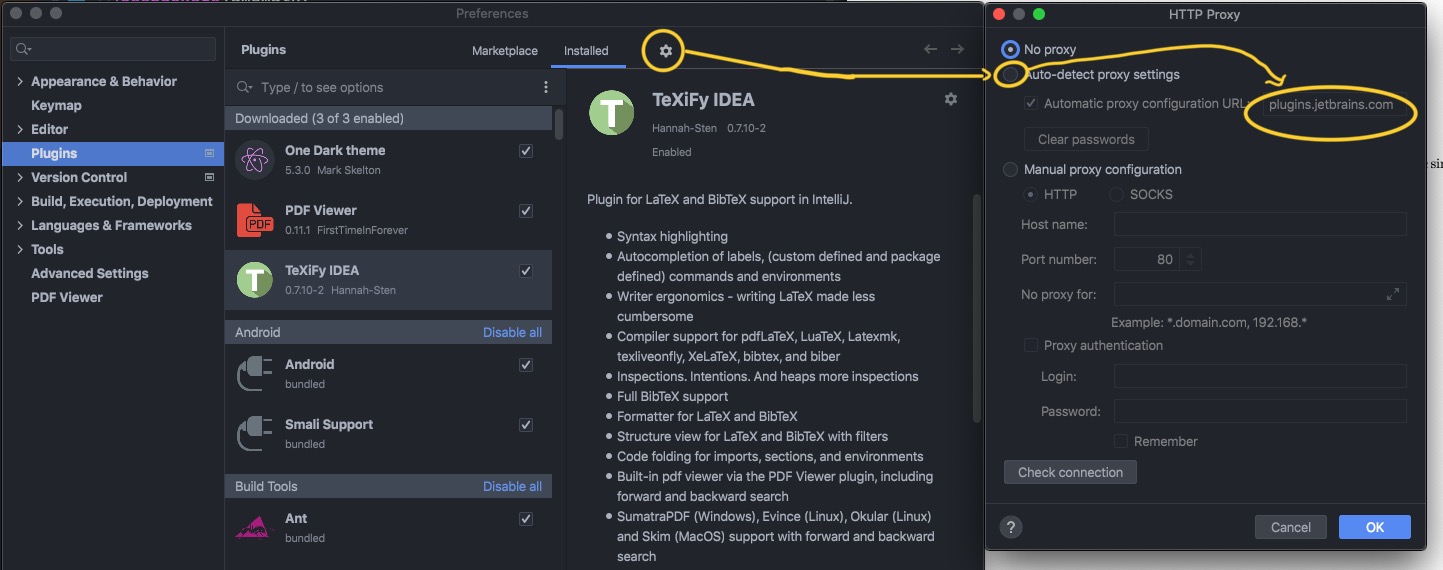 Preferences
Plugins
Marketplace
Installed
Appearance & Behavior
Keymap
Editor
Plugins
Version Control
Build, Execution, Deployment
Languages & Frameworks
Tools
Advanced Settings
PDF Viewer
Type / to see options
Downloaded (3 of 3 enabled)
One Dark theme
5.3.0 Mark Skelton
PDF
PDF Viewer
0.11.1 FirstTimeInForever
T
TeXiFy IDEA
0.7.10-2 Hannah-Sten
Android Disable all
Android
bundled
Smali Support
bundled
Build Tools Disable all
Ant
bundled
T
TeXiFy IDEA
Hannah-Sten 0.7.10-2
Enabled
Plugin for LaTeX and BibTeX support in IntelliJ.
• Syntax highlighting
• Autocompletion of labels, (custom defined and package
defined) commands and environments
• Writer ergonomics - writing LaTeX made less
cumbersome
• Compiler support for pdfLaTeX, LuaTeX, Latexmk,
texliveonfly, XeLaTeX, bibtex, and biber
• Inspections. Intentions. And heaps more inspections
• Full BibTeX support
• Formatter for LaTeX and BibTeX
• Structure view for LaTeX and BibTeX with filters
• Code folding for imports, sections, and environments
• Built-in pdf viewer via the PDF Viewer plugin, including
forward and backward search
• SumatraPDF (Windows), Evince (Linux), Okular (Linux)
and Skim (MacOS) support with forward and backward
search
HTTP Proxy
No proxy
Auto-detect proxy settings
Automatic proxy configuration URL: plugins.jetbrains.com
Clear passwords
Manual proxy configuration
HTTP SOCKS
Host name:
Port number: 80
No proxy for:
Example: *.domain.com, 192.168.*
Proxy authentication
Login:
Password:
Remember
Check connection
? Cancel OK